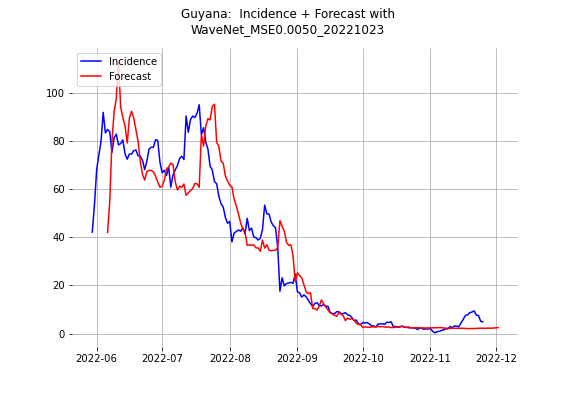 Guyana:  Incidence + Forecast with
WaveNet_MSE0.0050_20221023
Incidence
Forecast
100
80
60
40
20
0
2022-06 2022-07 2022-08 2022-09 2022-10 2022-11 2022-12